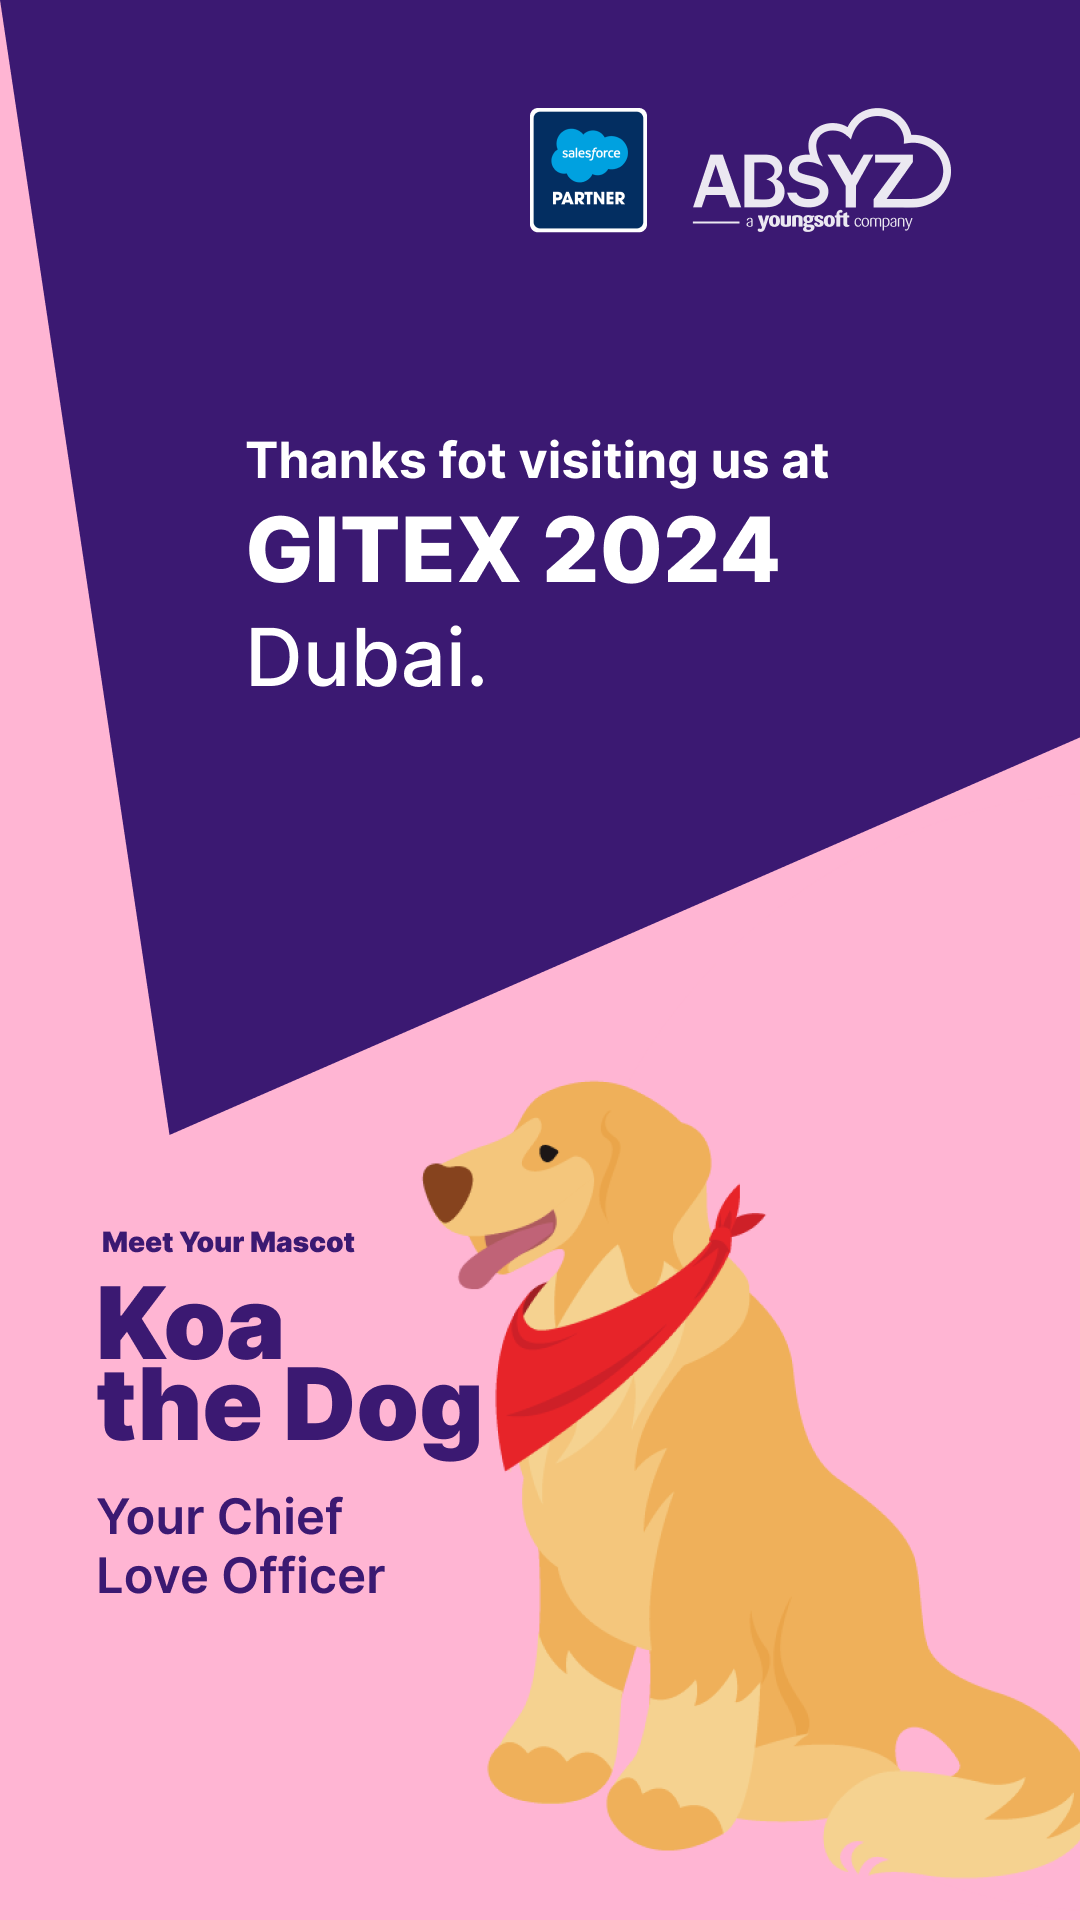 salesforce
PARTNER
ABSYZ
a youngsoft company
Thanks fot visiting us at
GITEX 2024
Dubai.
Meet Your Mascot
Koa
the Dog
Your Chief
Love Officer